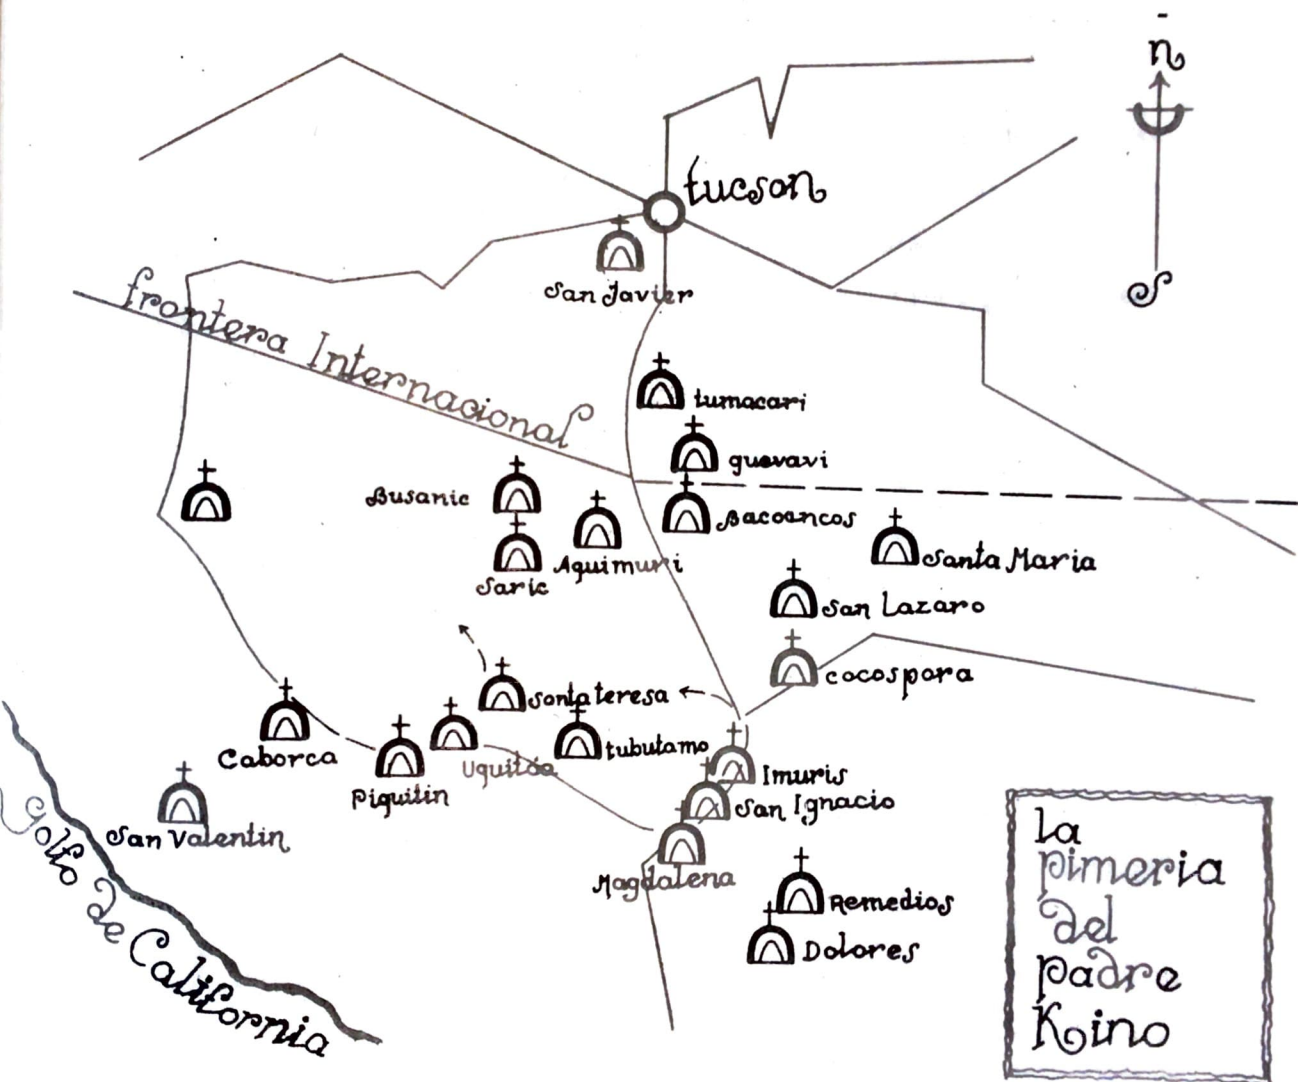 n
tucson
S
San Javier
frontera Internacional
tumacari
guevavi
Busanic
Bacoancos
Aquimuri
Santa Maria
Saric
San Lazaro
cocospora
Santa teresa
tubutamo
Caborca
Uquitoa
Imuris
Piquitin
San Ignacio
San Valentin
Magdalena
Remedios
Dolores
Golfo de California
La
pimeria
del
padre
Kino